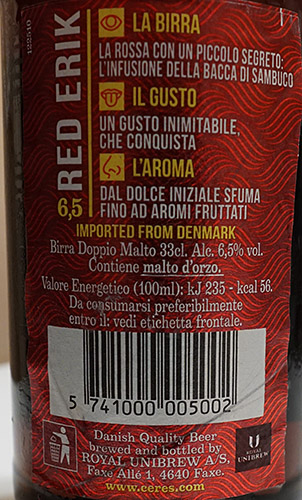 122510
RED ERIK
6,5
LA BIRRA
LA ROSSA CON UN PICCOLO SEGRETO:
L'INFUSIONE DELLA BACCA DI SAMBUCO
IL GUSTO
UN GUSTO INIMITABILE,
CHE CONQUISTA
L'AROMA
DAL DOLCE INIZIALE SFUMA
FINO AD AROMI FRUTTATI
IMPORTED FROM DENMARK
Birra Doppio Malto 33cl. Alc. 6,5% vol.
Contiene malto d'orzo.
Valore Energetico (100ml): kJ 235 - kcal 56.
Da consumarsi preferibilmente
entro il: vedi etichetta frontale.
5 741000 005002
Danish Quality Beer
brewed and bottled by
ROYAL UNIBREW A/S,
Faxe Allé 1, 4640 Faxe.
www.ceres.com
ROYAL
UNIBREW